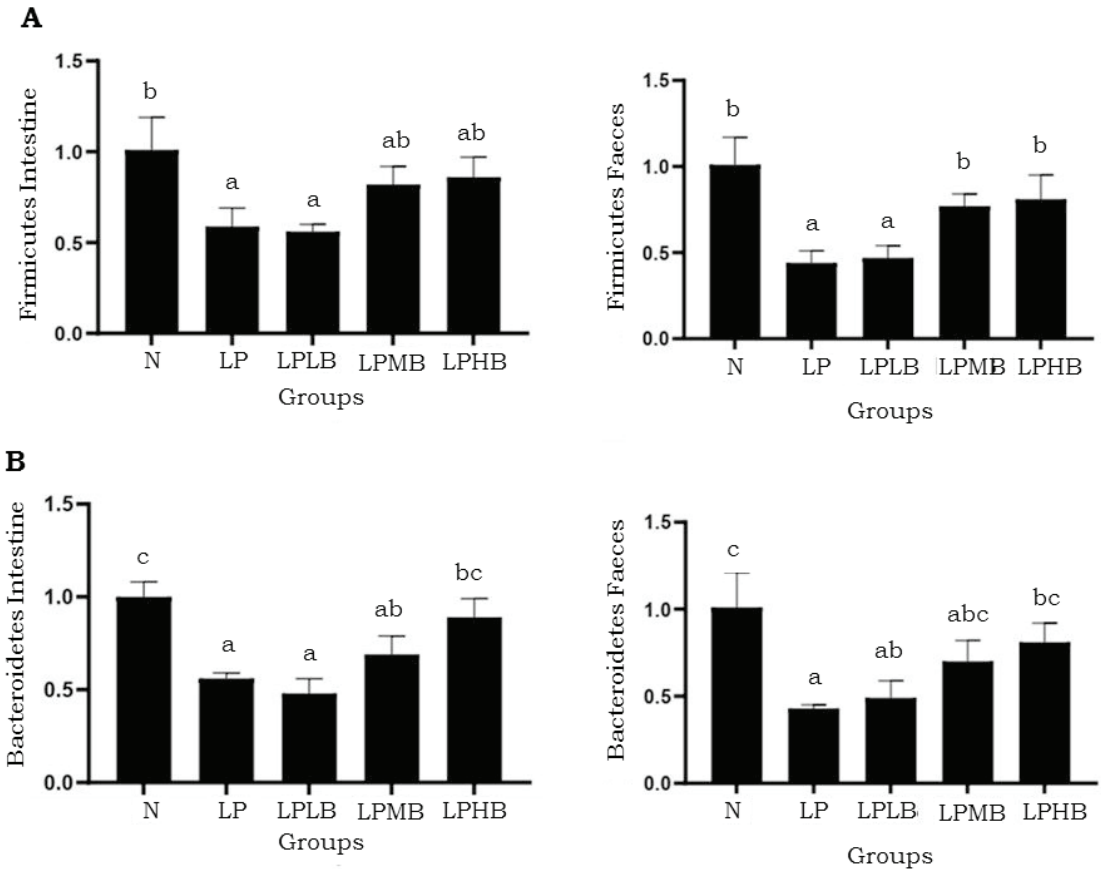 A
Firmicutes Intestine
1.5
1.0
0.5
0.0
b
a
a
ab
ab
N LP LPLB LPMB LPHB
Groups
Firmicutes Faeces
1.5
1.0
0.5
0.0
b
a
a
b
b
N LP LPLB LPMB LPHB
Groups
B
Bacteroidetes Intestine
1.5
1.0
0.5
0.0
c
a
a
ab
bc
N LP LPLB LPMB LPHB
Groups
Bacteroidetes Faeces
1.5
1.0
0.5
0.0
c
a
ab
abc
bc
N LP LPLB LPMB LPHB
Groups